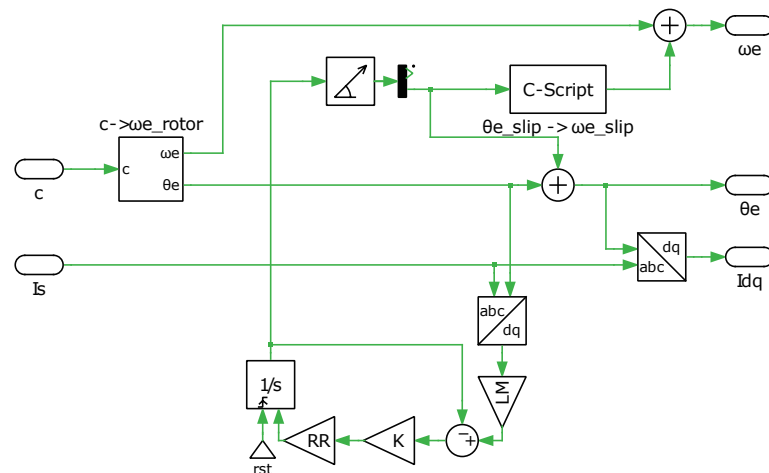 ωe
C-Script
c->ωe_rotor
θe_slip -> ωe_slip
ωe
c
θe
c
θe
Is
dq
abc
Idq
abc
dq
1/s
LM
RR
K
−
+
rst